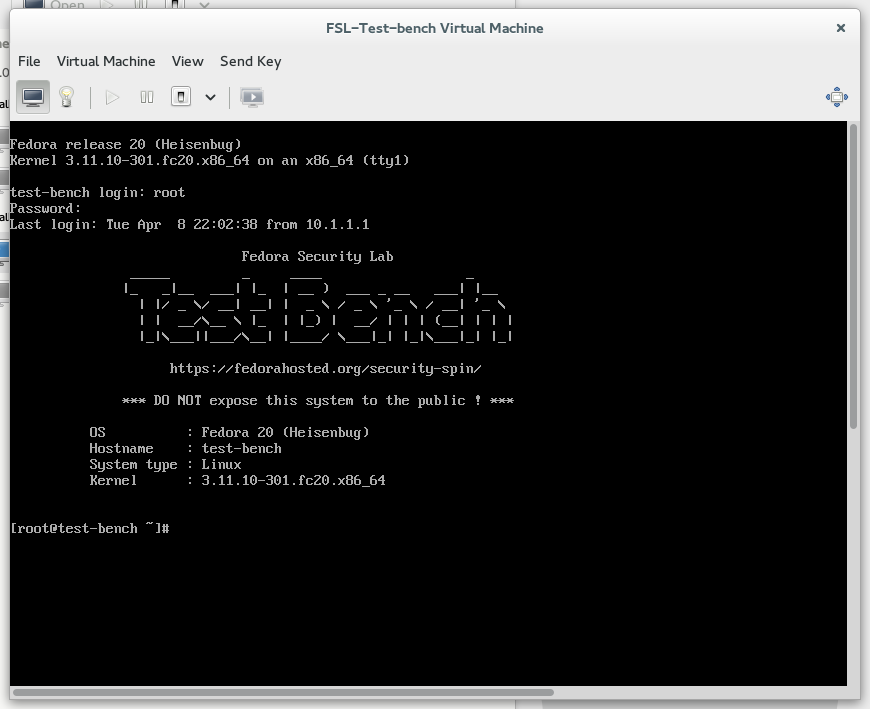 Open
FSL-Test-bench Virtual Machine
File Virtual Machine View Send Key
Fedora release 20 (Heisenbug)
Kernel 3.11.10-301.fc20.x86_64 on an x86_64 (tty1)
test-bench login: root
Password:
Last login: Tue Apr  8 22:02:38 from 10.1.1.1
Fedora Security Lab
Test Bench
https://fedorahosted.org/security-spin/
*** DO NOT expose this system to the public ! ***
OS : Fedora 20 (Heisenbug)
Hostname : test-bench
System type : Linux
Kernel : 3.11.10-301.fc20.x86_64
[root@test-bench ~]#